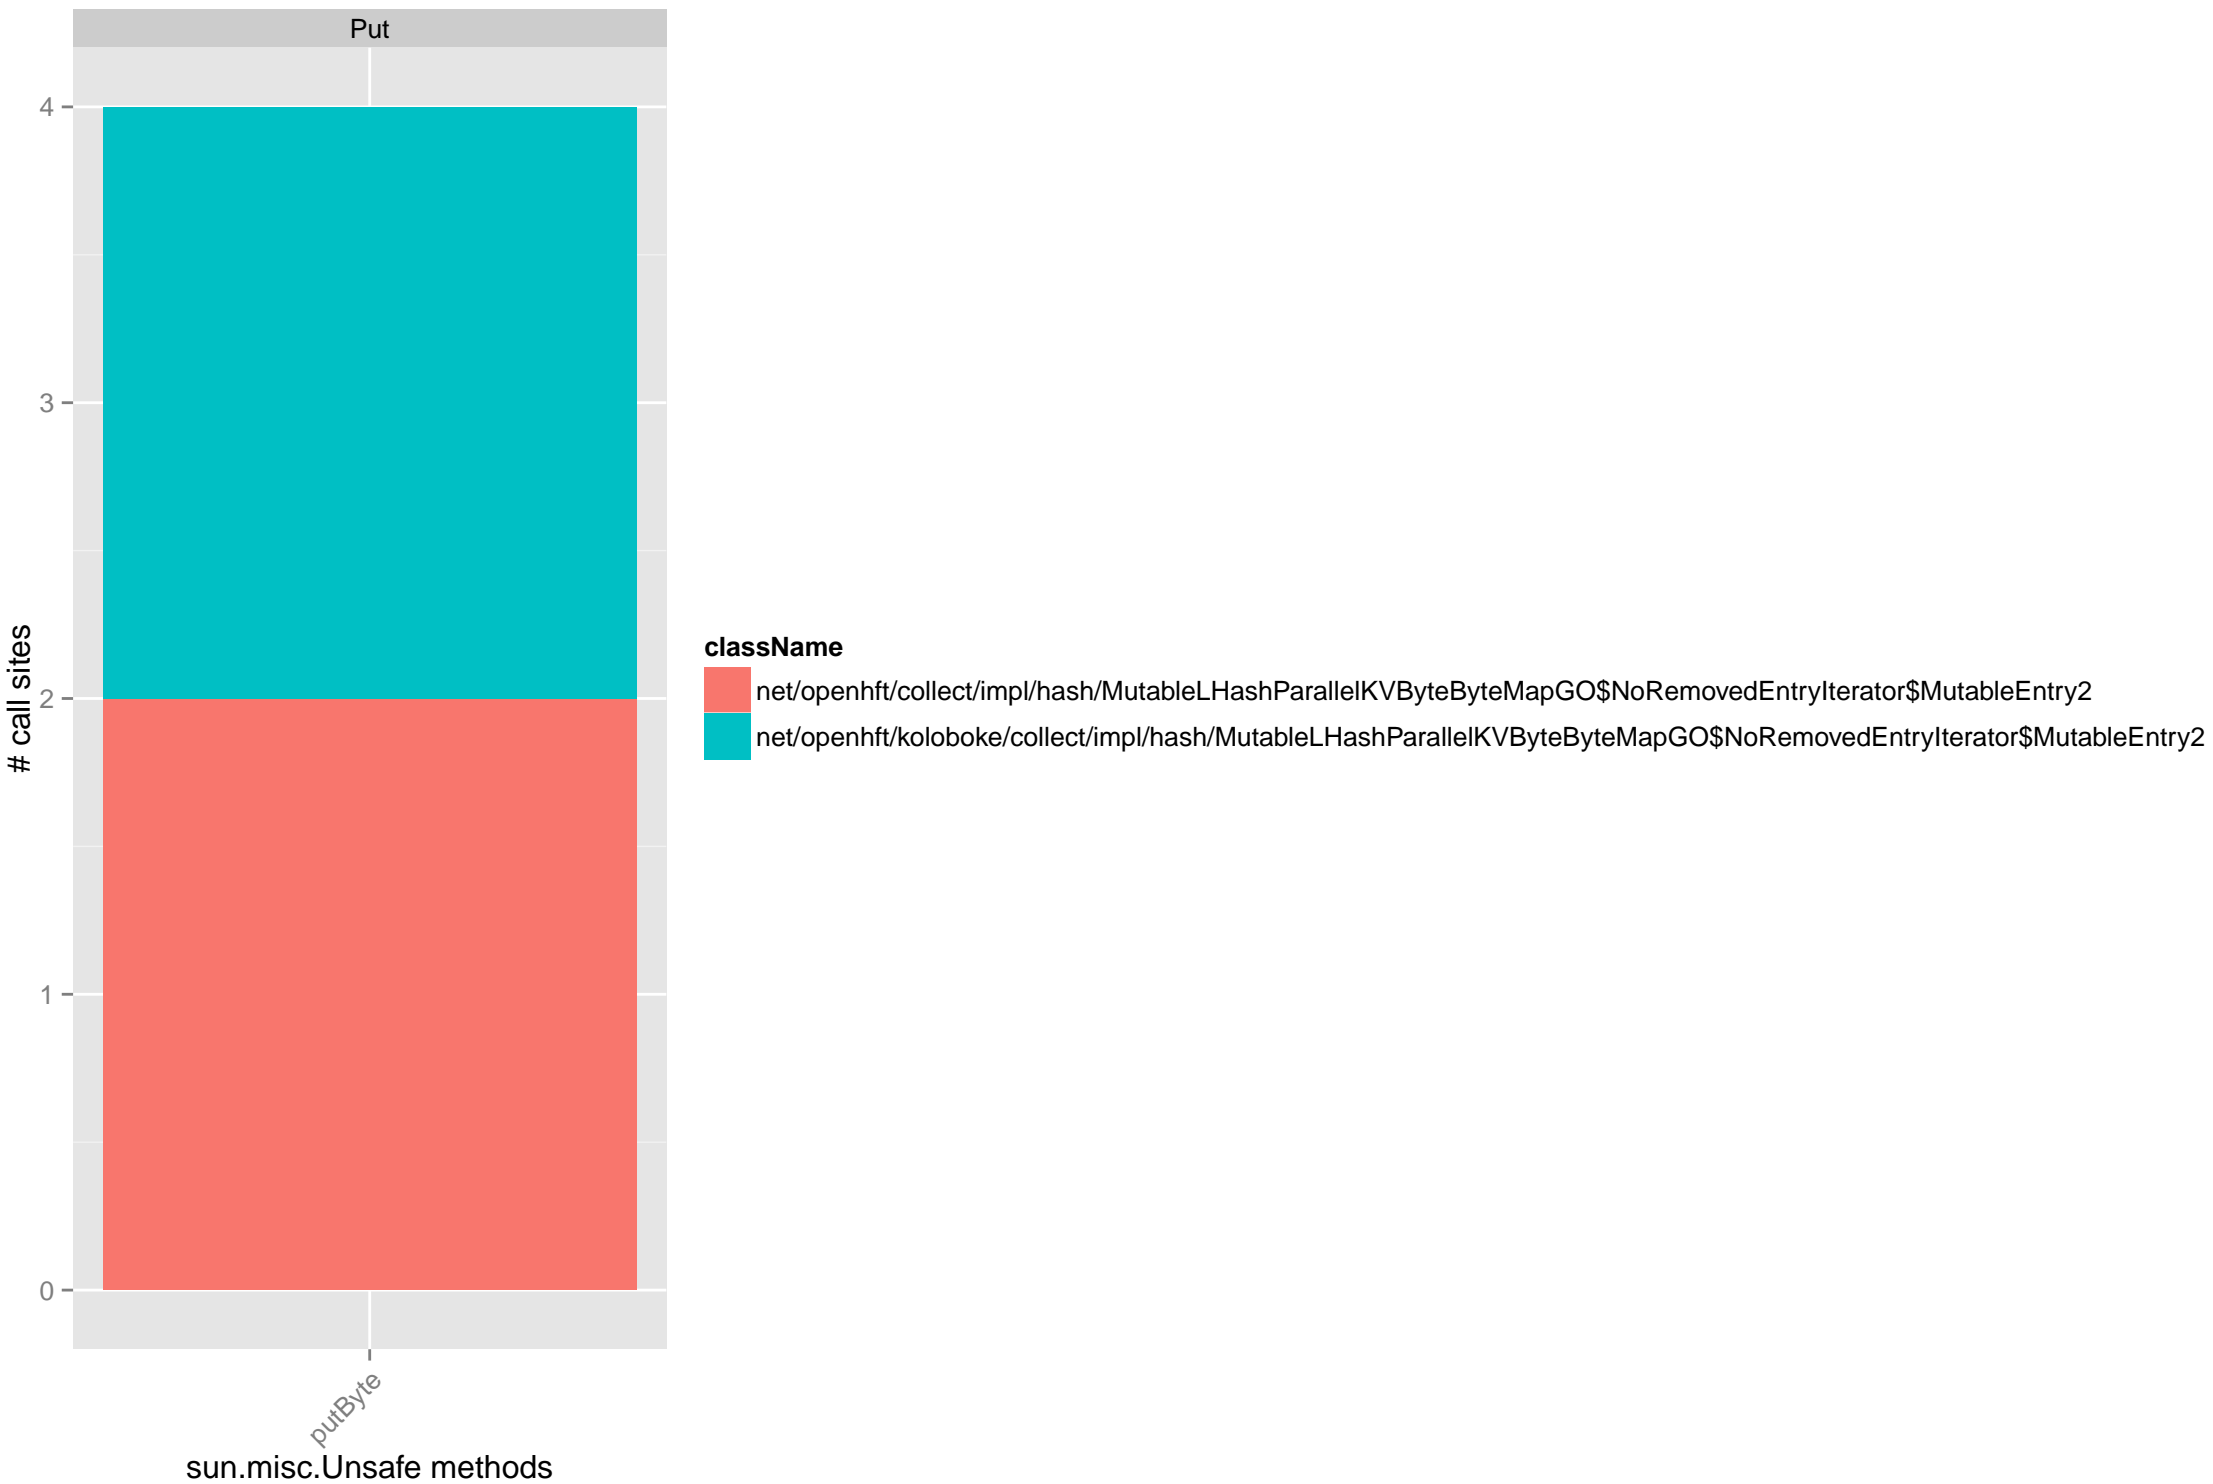 Put
4
3
2
1
0
# call sites
putByte
sun.misc.Unsafe methods
className
net/openhft/collect/impl/hash/MutableLHashParallelKVByteByteMapGO$NoRemovedEntryIterator$MutableEntry2
net/openhft/koloboke/collect/impl/hash/MutableLHashParallelKVByteByteMapGO$NoRemovedEntryIterator$MutableEntry2